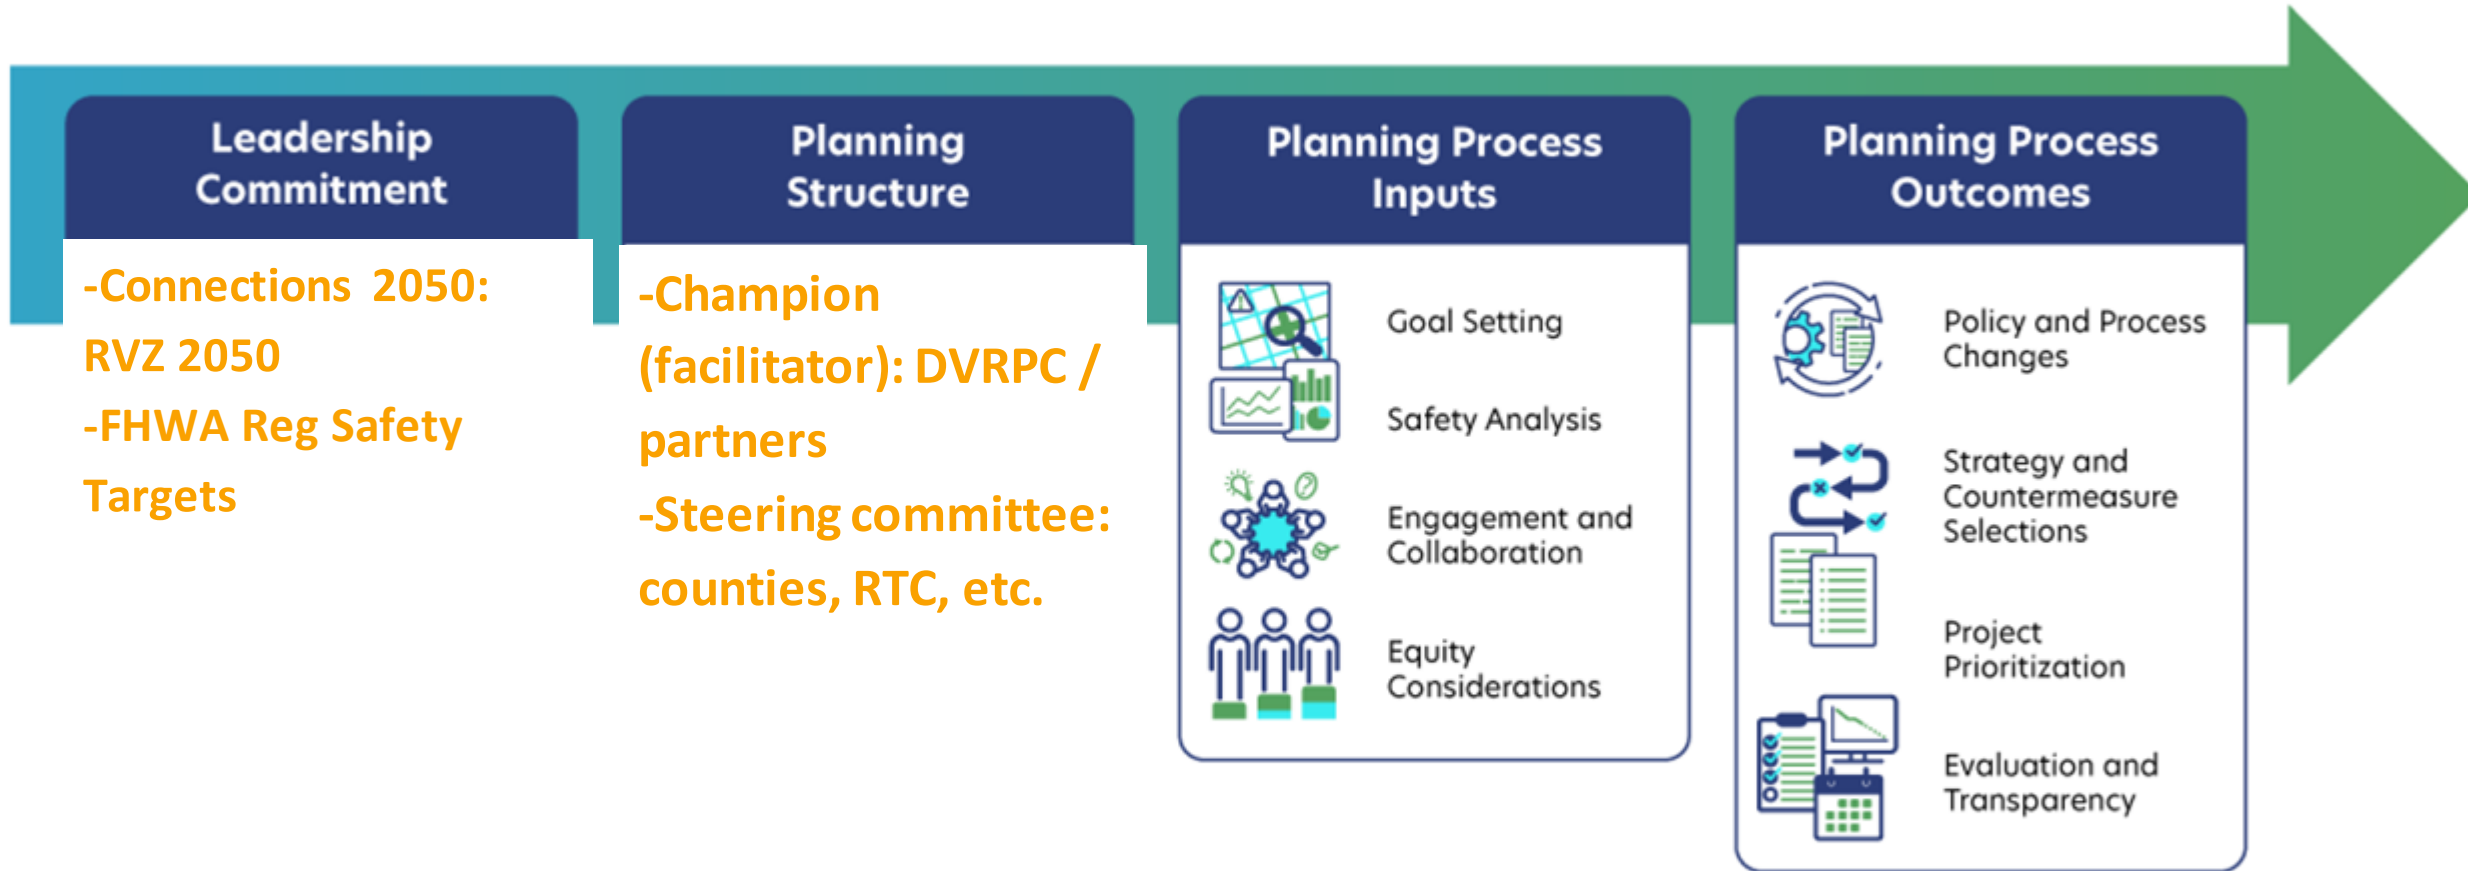 Leadership
Commitment
-Connections 2050:
RVZ 2050
-FHWA Reg Safety
Targets
Planning
Structure
-Champion
(facilitator): DVRPC /
partners
-Steering committee:
counties, RTC, etc.
Planning Process
Inputs
Goal Setting
Safety Analysis
Engagement and
Collaboration
Equity
Considerations
Planning Process
Outcomes
Policy and Process
Changes
Strategy and
Countermeasure
Selections
Project
Prioritization
Evaluation and
Transparency